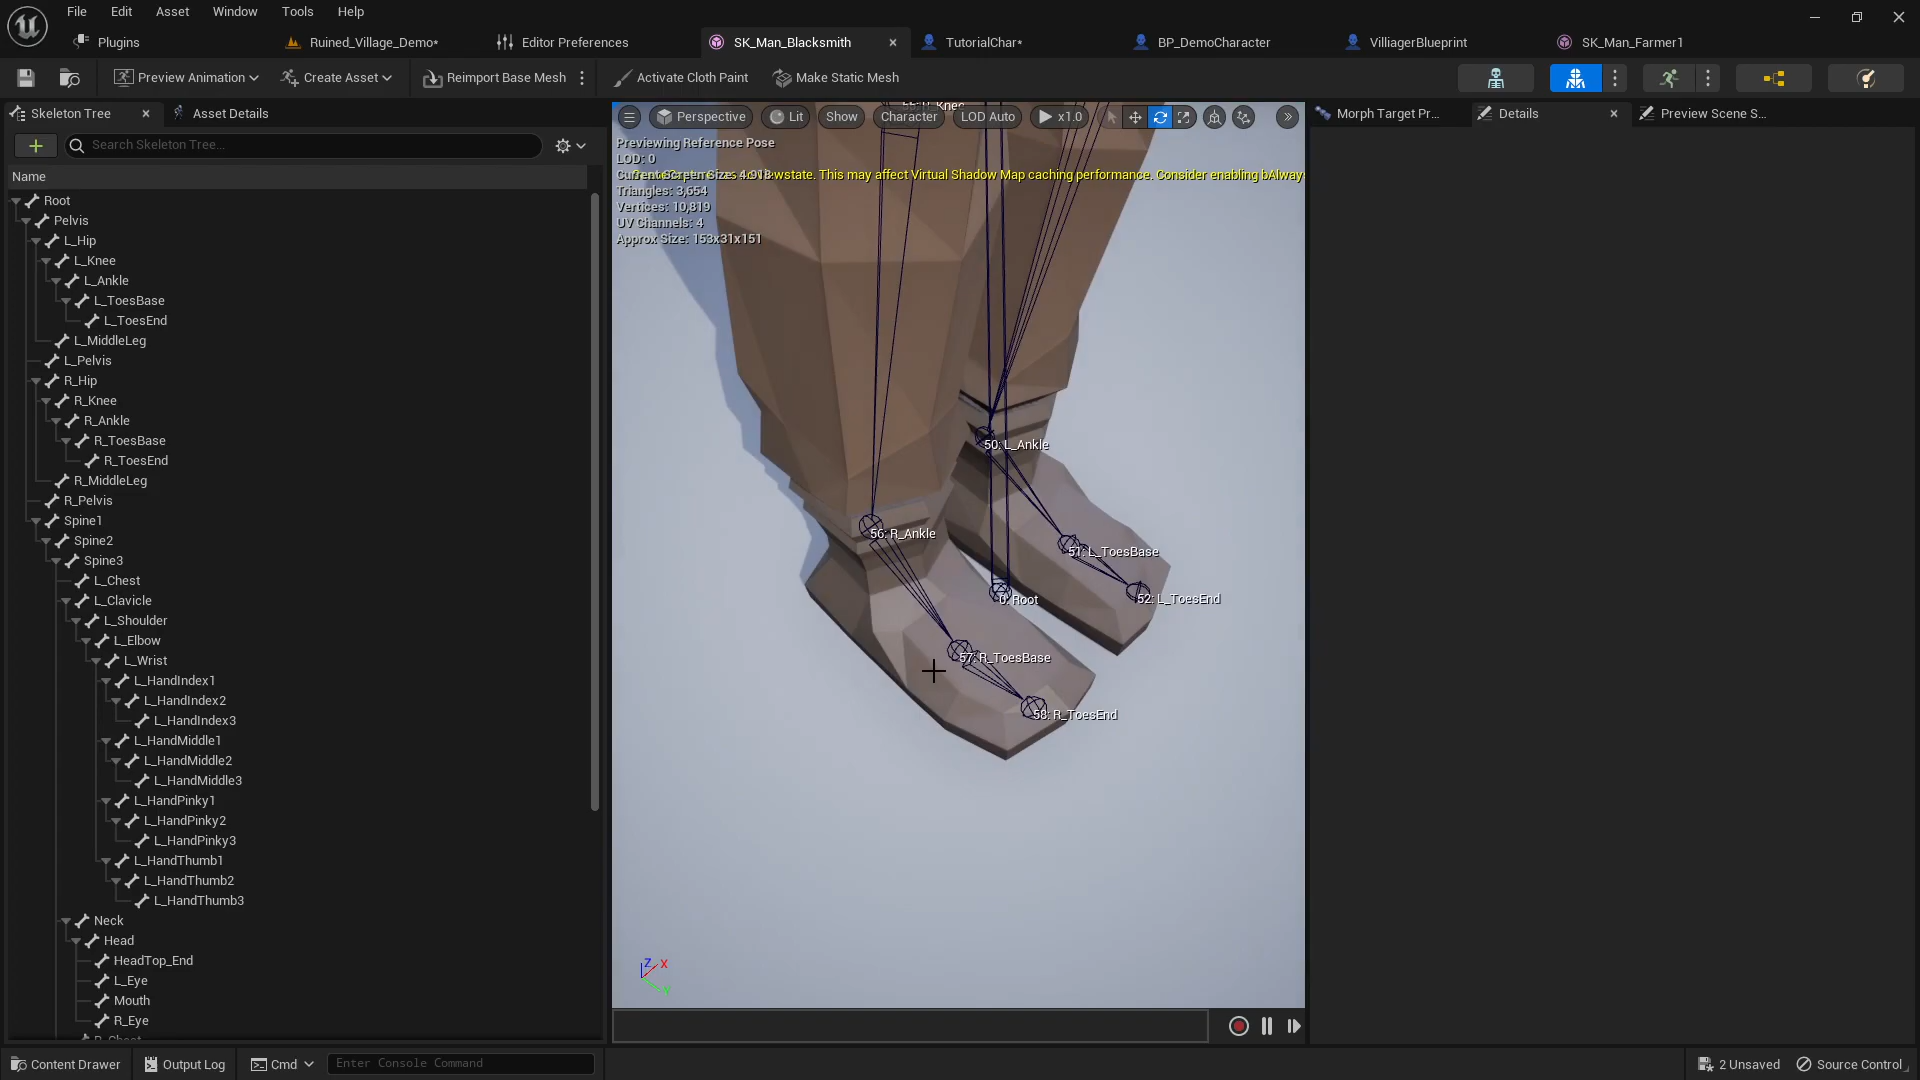 File Edit Asset Window Tools Help
Plugins Ruined_Village_Demo* Editor Preferences SK_Man_Blacksmith TutorialChar* BP_DemoCharacter VilliagerBlueprint SK_Man_Farmer1
Preview Animation Create Asset Reimport Base Mesh Activate Cloth Paint Make Static Mesh
Skeleton Tree Asset Details
Search Skeleton Tree...
Name
Root
Pelvis
L_Hip
L_Knee
L_Ankle
L_ToesBase
L_ToesEnd
L_MiddleLeg
L_Pelvis
R_Hip
R_Knee
R_Ankle
R_ToesBase
R_ToesEnd
R_MiddleLeg
R_Pelvis
Spine1
Spine2
Spine3
L_Chest
L_Clavicle
L_Shoulder
L_Elbow
L_Wrist
L_HandIndex1
L_HandIndex2
L_HandIndex3
L_HandMiddle1
L_HandMiddle2
L_HandMiddle3
L_HandPinky1
L_HandPinky2
L_HandPinky3
L_HandThumb1
L_HandThumb2
L_HandThumb3
Neck
Head
HeadTop_End
L_Eye
Mouth
R_Eye
Perspective Lit Show Character LOD Auto x1.0
Previewing Reference Pose
LOD: 0
Current Screen Size: 4.918
viewstate. This may affect Virtual Shadow Map caching performance. Consider enabling bAlway
Triangles: 3,654
Vertices: 10,819
UV Channels: 4
Approx Size: 153x31x151
50: L_Ankle
56: R_Ankle
51: L_ToesBase
52: L_ToesEnd
0: Root
57: R_ToesBase
58: R_ToesEnd
Z X
Y
Morph Target Pr... Details Preview Scene S...
Content Drawer Output Log Cmd Enter Console Command 2 Unsaved Source Control